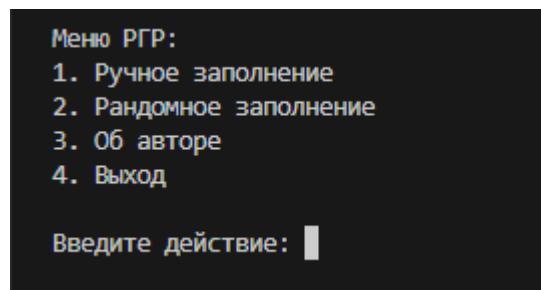 Меню РГР:
1. Ручное заполнение
2. Рандомное заполнение
3. Об авторе
4. Выход
Введите действие: